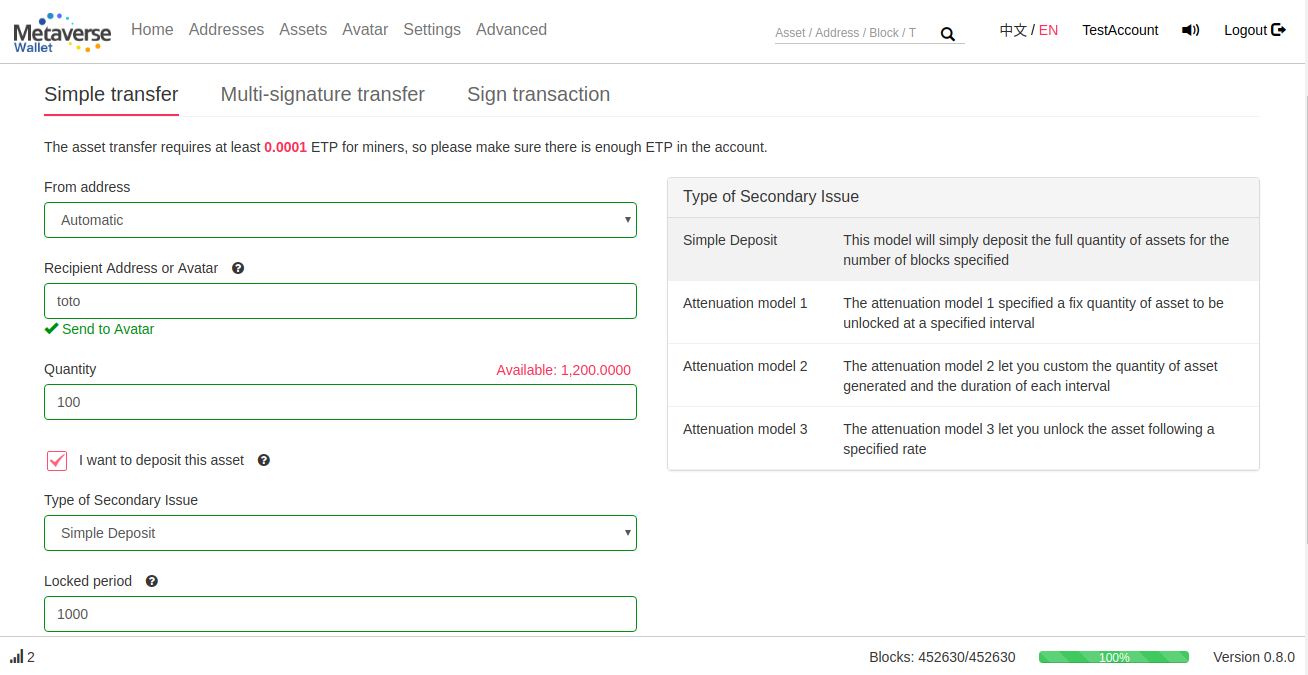 Metaverse
Wallet
Home Addresses Assets Avatar Settings Advanced
Asset / Address / Block / T
中文 / EN
TestAccount
Logout
Simple transfer
Multi-signature transfer
Sign transaction
The asset transfer requires at least 0.0001 ETP for miners, so please make sure there is enough ETP in the account.
From address
Automatic
Recipient Address or Avatar
toto
Send to Avatar
Quantity
Available: 1,200.0000
100
I want to deposit this asset
Type of Secondary Issue
Simple Deposit
Locked period
1000
Type of Secondary Issue
Simple Deposit
This model will simply deposit the full quantity of assets for the
number of blocks specified
Attenuation model 1
The attenuation model 1 specified a fix quantity of asset to be
unlocked at a specified interval
Attenuation model 2
The attenuation model 2 let you custom the quantity of asset
generated and the duration of each interval
Attenuation model 3
The attenuation model 3 let you unlock the asset following a
specified rate
2
Blocks: 452630/452630
100%
Version 0.8.0